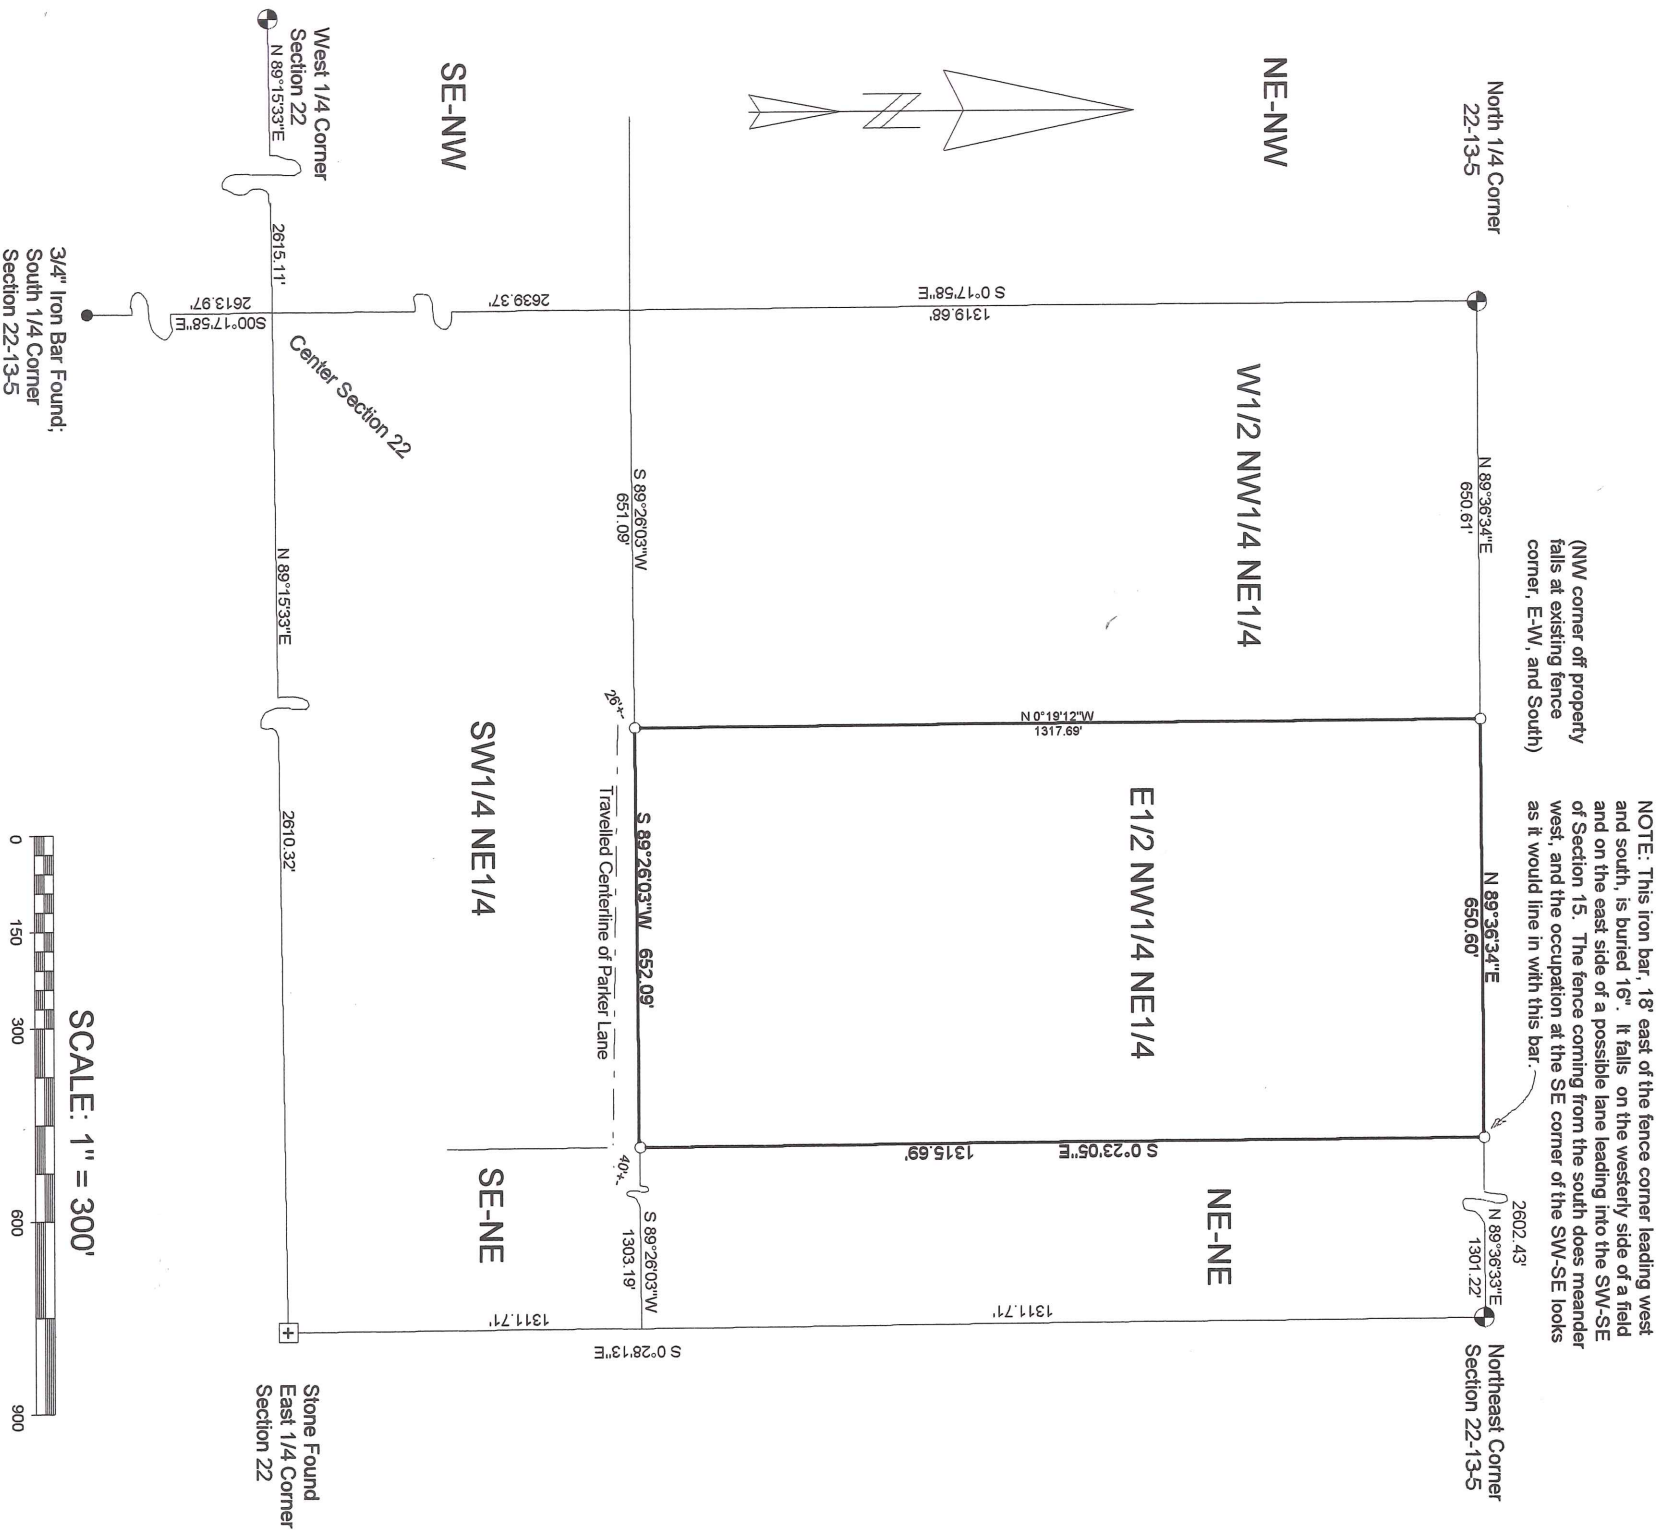 NOTE: This iron bar, 18' east of the fence corner leading west
and south, is buried 16". It falls on the westerly side of a field
and on the east side of a possible lane leading into the SW-SE
of Section 15. The fence coming from the south does meander
west, and the occupation at the SE corner of the SW-SE looks
as it would line in with this bar.
(NW corner off property
falls at existing fence
corner, E-W, and South)
North 1/4 Corner
22-13-5
N 89°36'34"E
650.61'
N 89°36'34"E
650.60'
2602.43'
N 89°36'33"E
1301.22'
Northeast Corner
Section 22-13-5
NE-NW
W1/2 NW1/4 NE1/4
E1/2 NW1/4 NE1/4
NE-NE
S 0°17'58"E
1319.68'
N 0°19'12"W
1317.69'
S 0°23'05"E
1315.69'
1311.71'
N
S 89°26'03"W
651.09'
S 89°26'03"W 652.09'
S 89°26'03"W
1303.19'
S 0°28'13"E
26'+-
Travelled Centerline of Parker Lane
40'+-
SE-NW
2639.37'
SW1/4 NE1/4
SE-NE
1311.71'
Center Section 22
West 1/4 Corner
Section 22
N 89°15'33"E
2615.11'
N 89°15'33"E
2610.32'
Stone Found
East 1/4 Corner
Section 22
S00°17'58"E
2613.97'
3/4" Iron Bar Found;
South 1/4 Corner
Section 22-13-5
SCALE: 1" = 300'
0 150 300 600 900